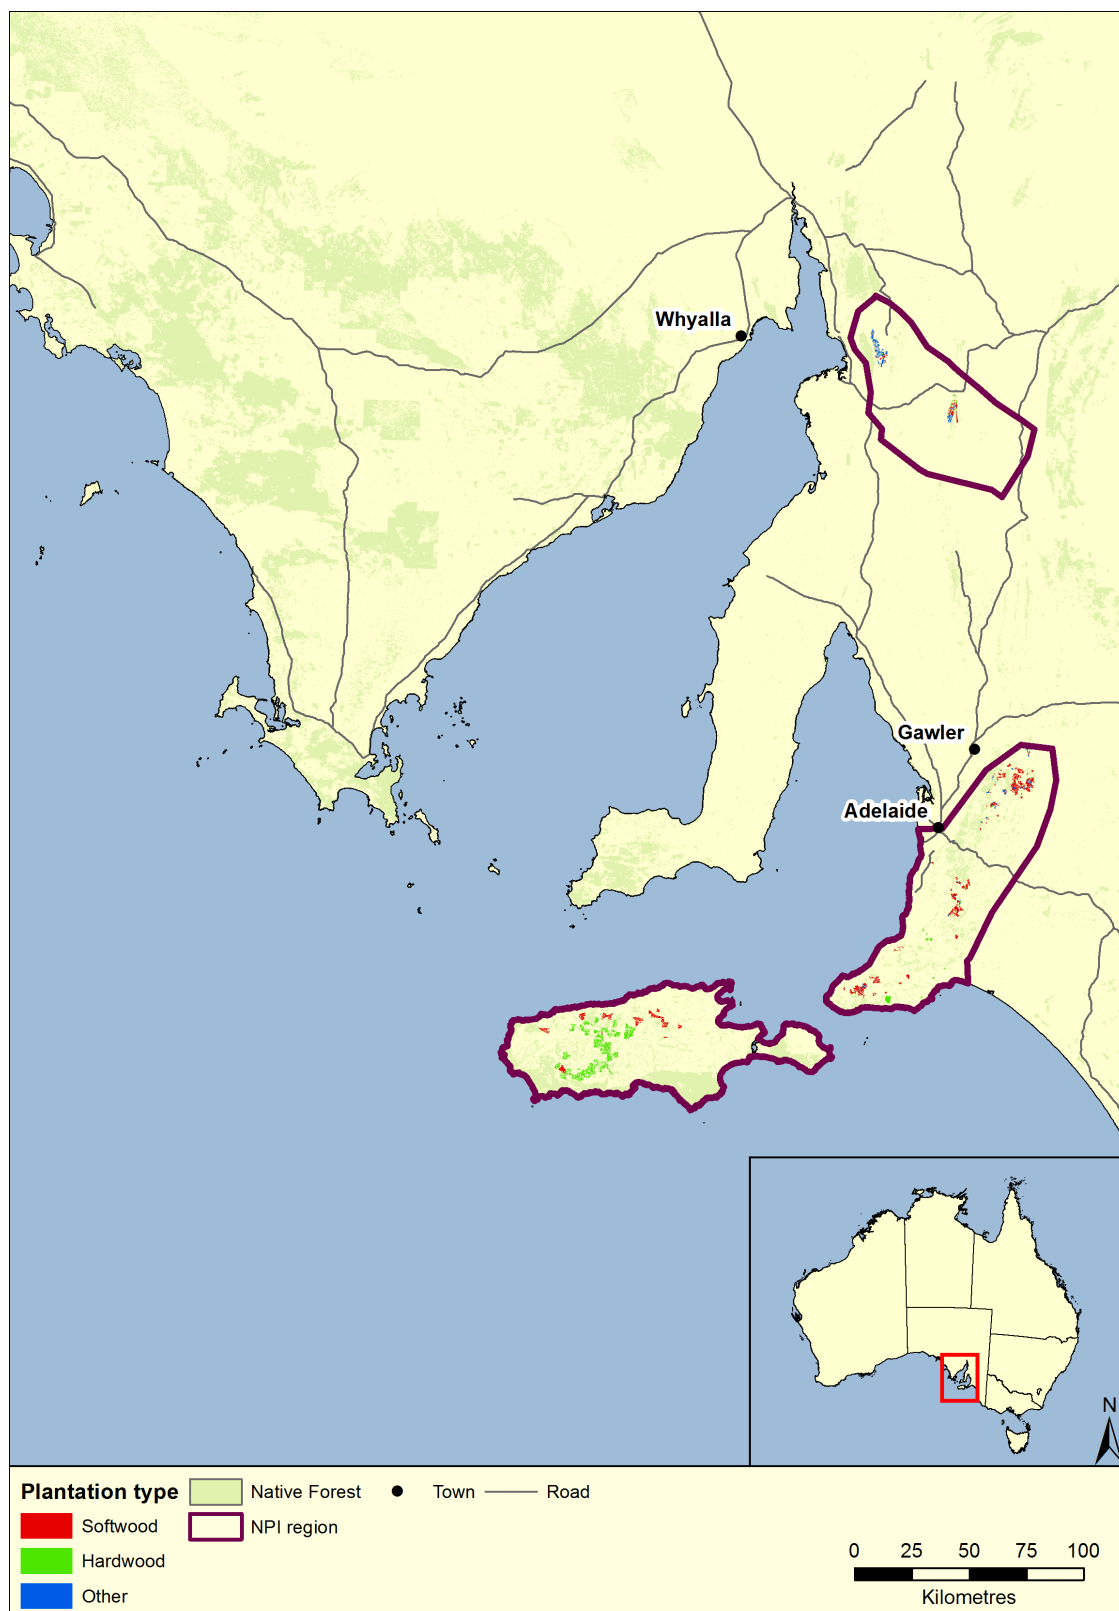 Whyalla
Gawler
Adelaide
N
Plantation type
Native Forest
Town
Road
Softwood
NPI region
Hardwood
Other
0 25 50 75 100
Kilometres